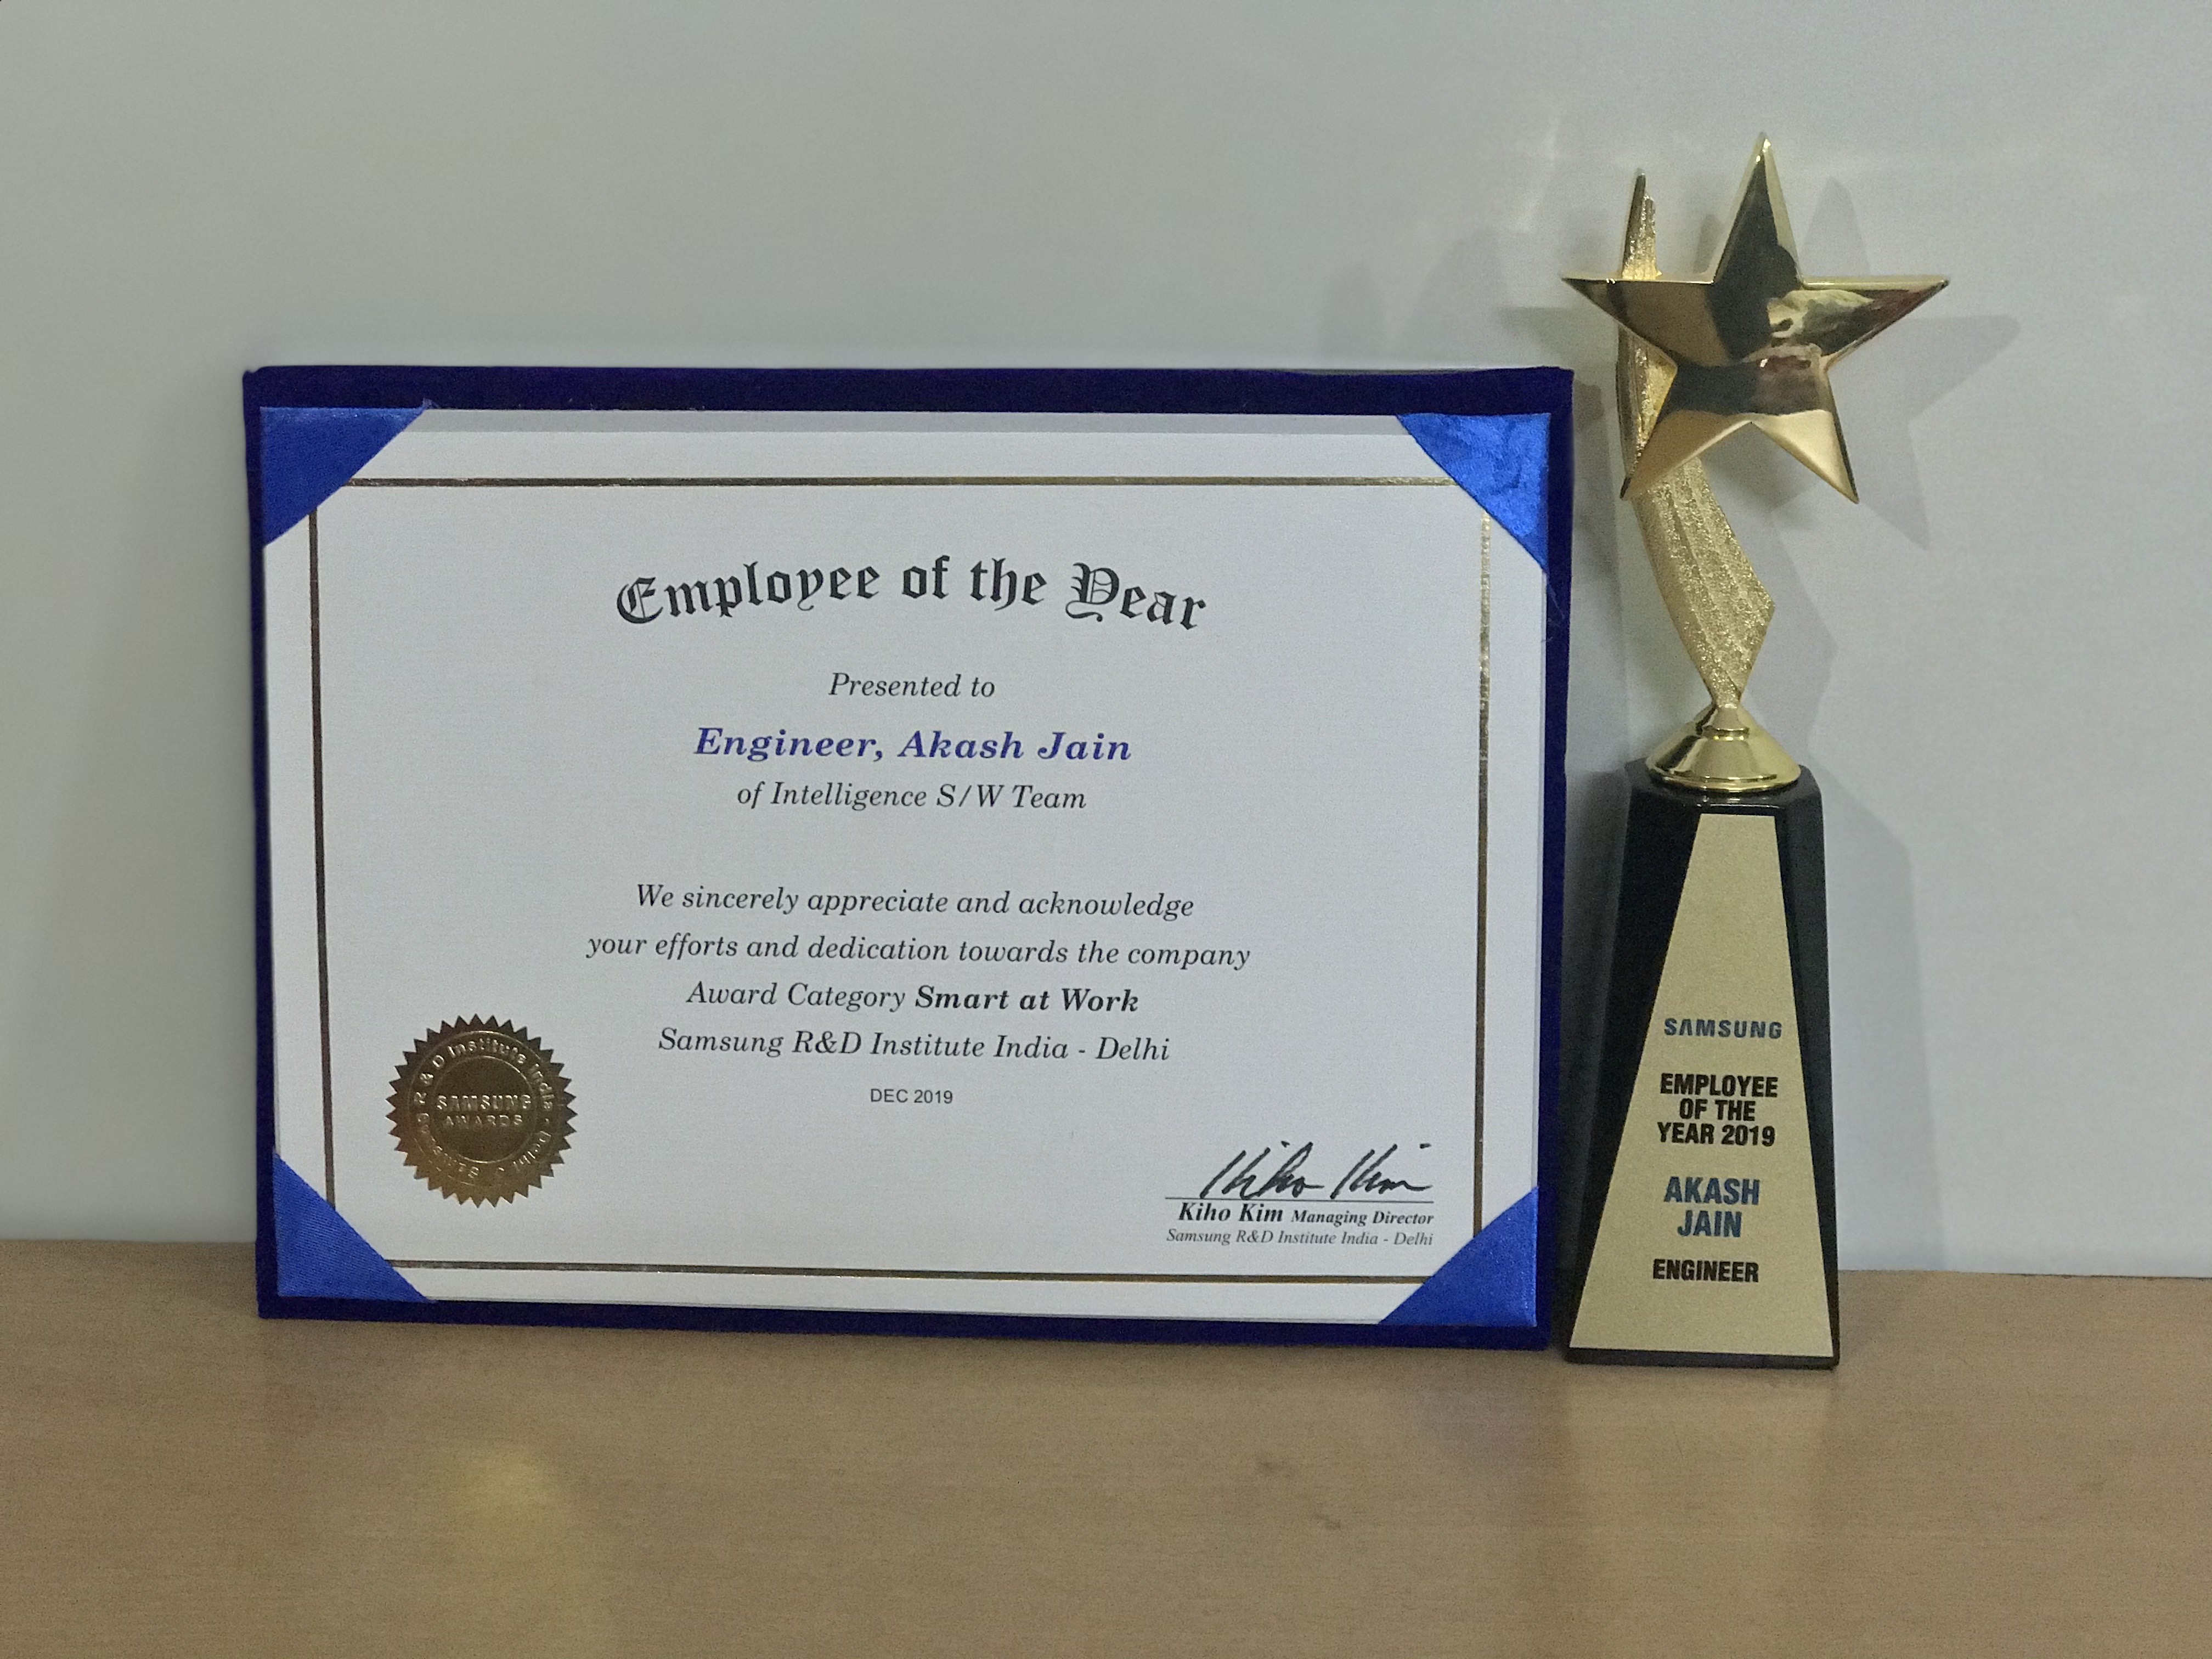 Employee of the Year
Presented to
Engineer, Akash Jain
of Intelligence S/W Team
We sincerely appreciate and acknowledge
your efforts and dedication towards the company
Award Category Smart at Work
Samsung R&D Institute India - Delhi
DEC 2019
Samsung R & D Institute India - Delhi
SAMSUNG
AWARDS
Kiho Kim
Kiho Kim Managing Director
Samsung R&D Institute India - Delhi
SAMSUNG
EMPLOYEE
OF THE
YEAR 2019
AKASH
JAIN
ENGINEER